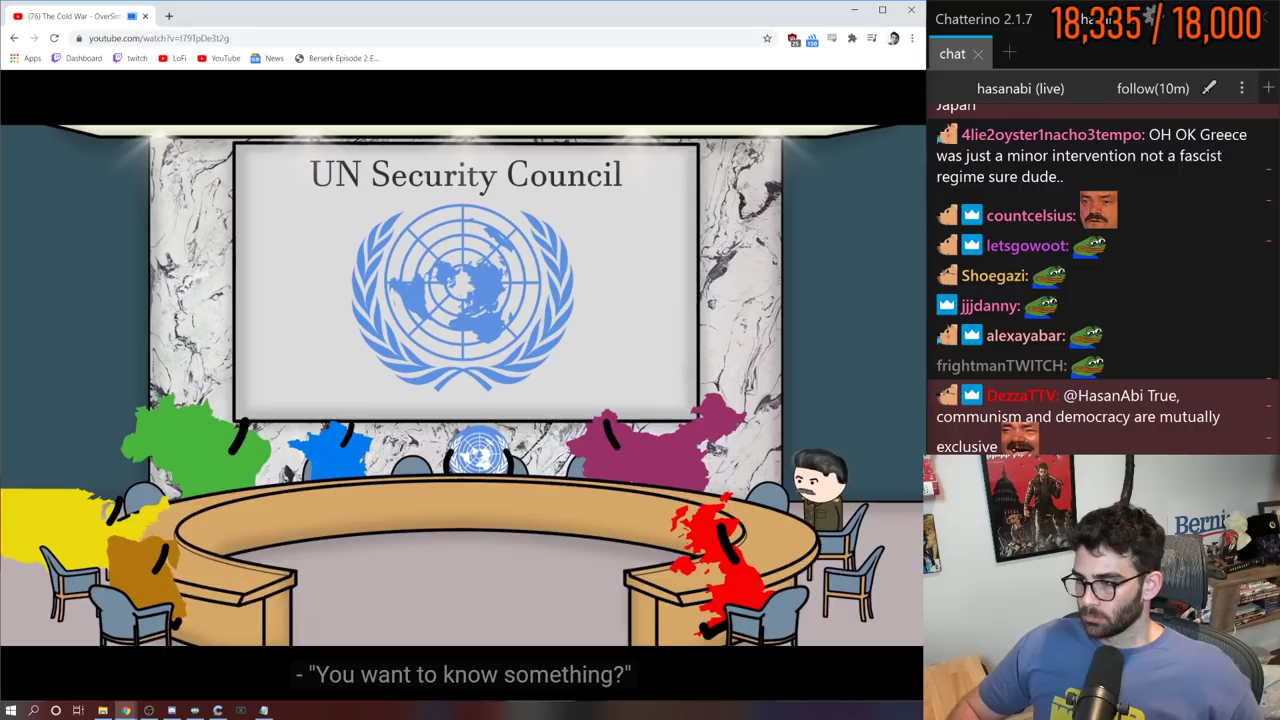 (76) The Cold War - OverSim
youtube.com/watch?v=I79TpDe3t2g
Apps
Dashboard
twitch
LoFi
YouTube
News
Berserk Episode 2 E...
UN Security Council
- "You want to know something?"
Chatterino 2.1.7
18,335 / 18,000
chat
hasanabi (live)
follow(10m)
Japan
4lie2oyster1nacho3tempo: OH OK Greece
was just a minor intervention not a fascist
regime sure dude..
countcelsius:
letsgowoot:
Shoegazi:
jjjdanny:
alexayabar:
frightmanTWITCH:
DezzaTTV: @HasanAbi True,
communism and democracy are mutually
exclusive
Bernie